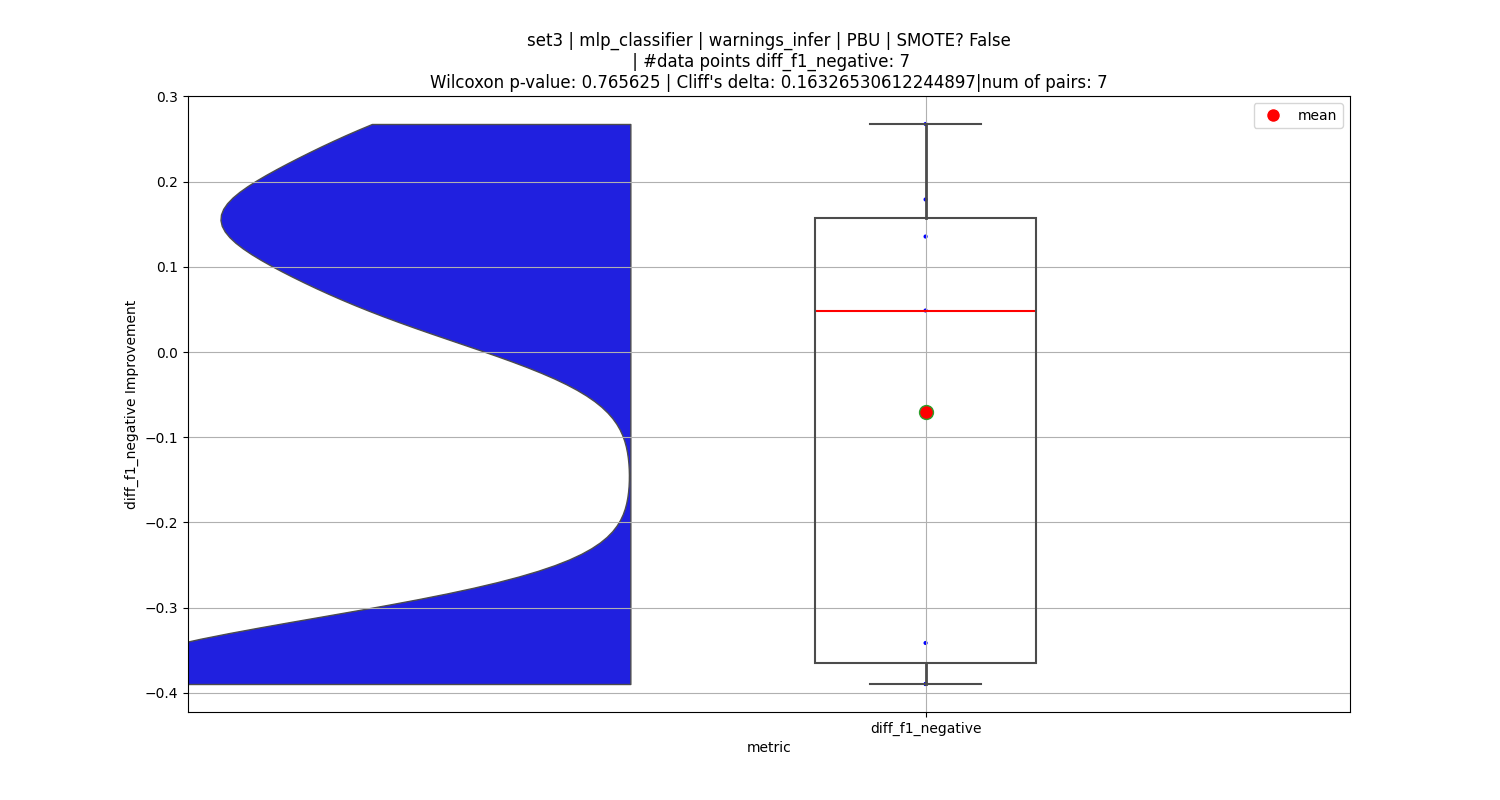 set3 | mlp_classifier | warnings_infer | PBU | SMOTE? False
| #data points diff_f1_negative: 7
Wilcoxon p-value: 0.765625 | Cliff's delta: 0.16326530612244897|num of pairs: 7
mean
0.3
0.2
0.1
0.0
−0.1
−0.2
−0.3
−0.4
diff_f1_negative Improvement
diff_f1_negative
metric